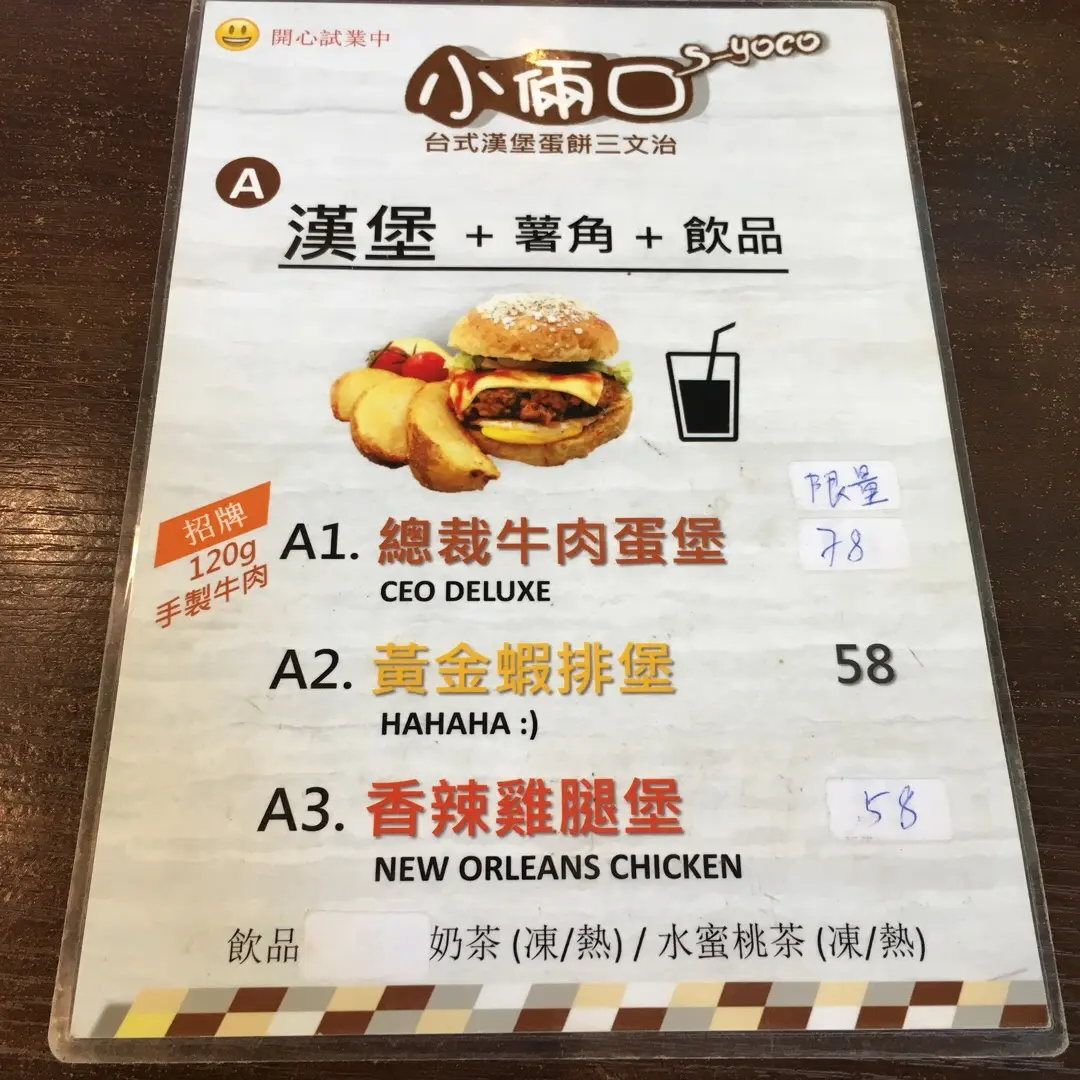 開心試業中
小倆口 s-yoco
台式漢堡蛋餅三文治
A
漢堡 + 薯角 + 飲品
限量
招牌
120g
手製牛肉
A1. 總裁牛肉蛋堡 78
CEO DELUXE
A2. 黃金蝦排堡 58
HAHAHA :)
A3. 香辣雞腿堡 58
NEW ORLEANS CHICKEN
飲品 奶茶 (凍/熱) / 水蜜桃茶 (凍/熱)